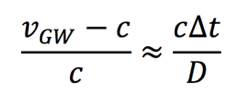 (v_GW − c)/c ≈ cΔt/D